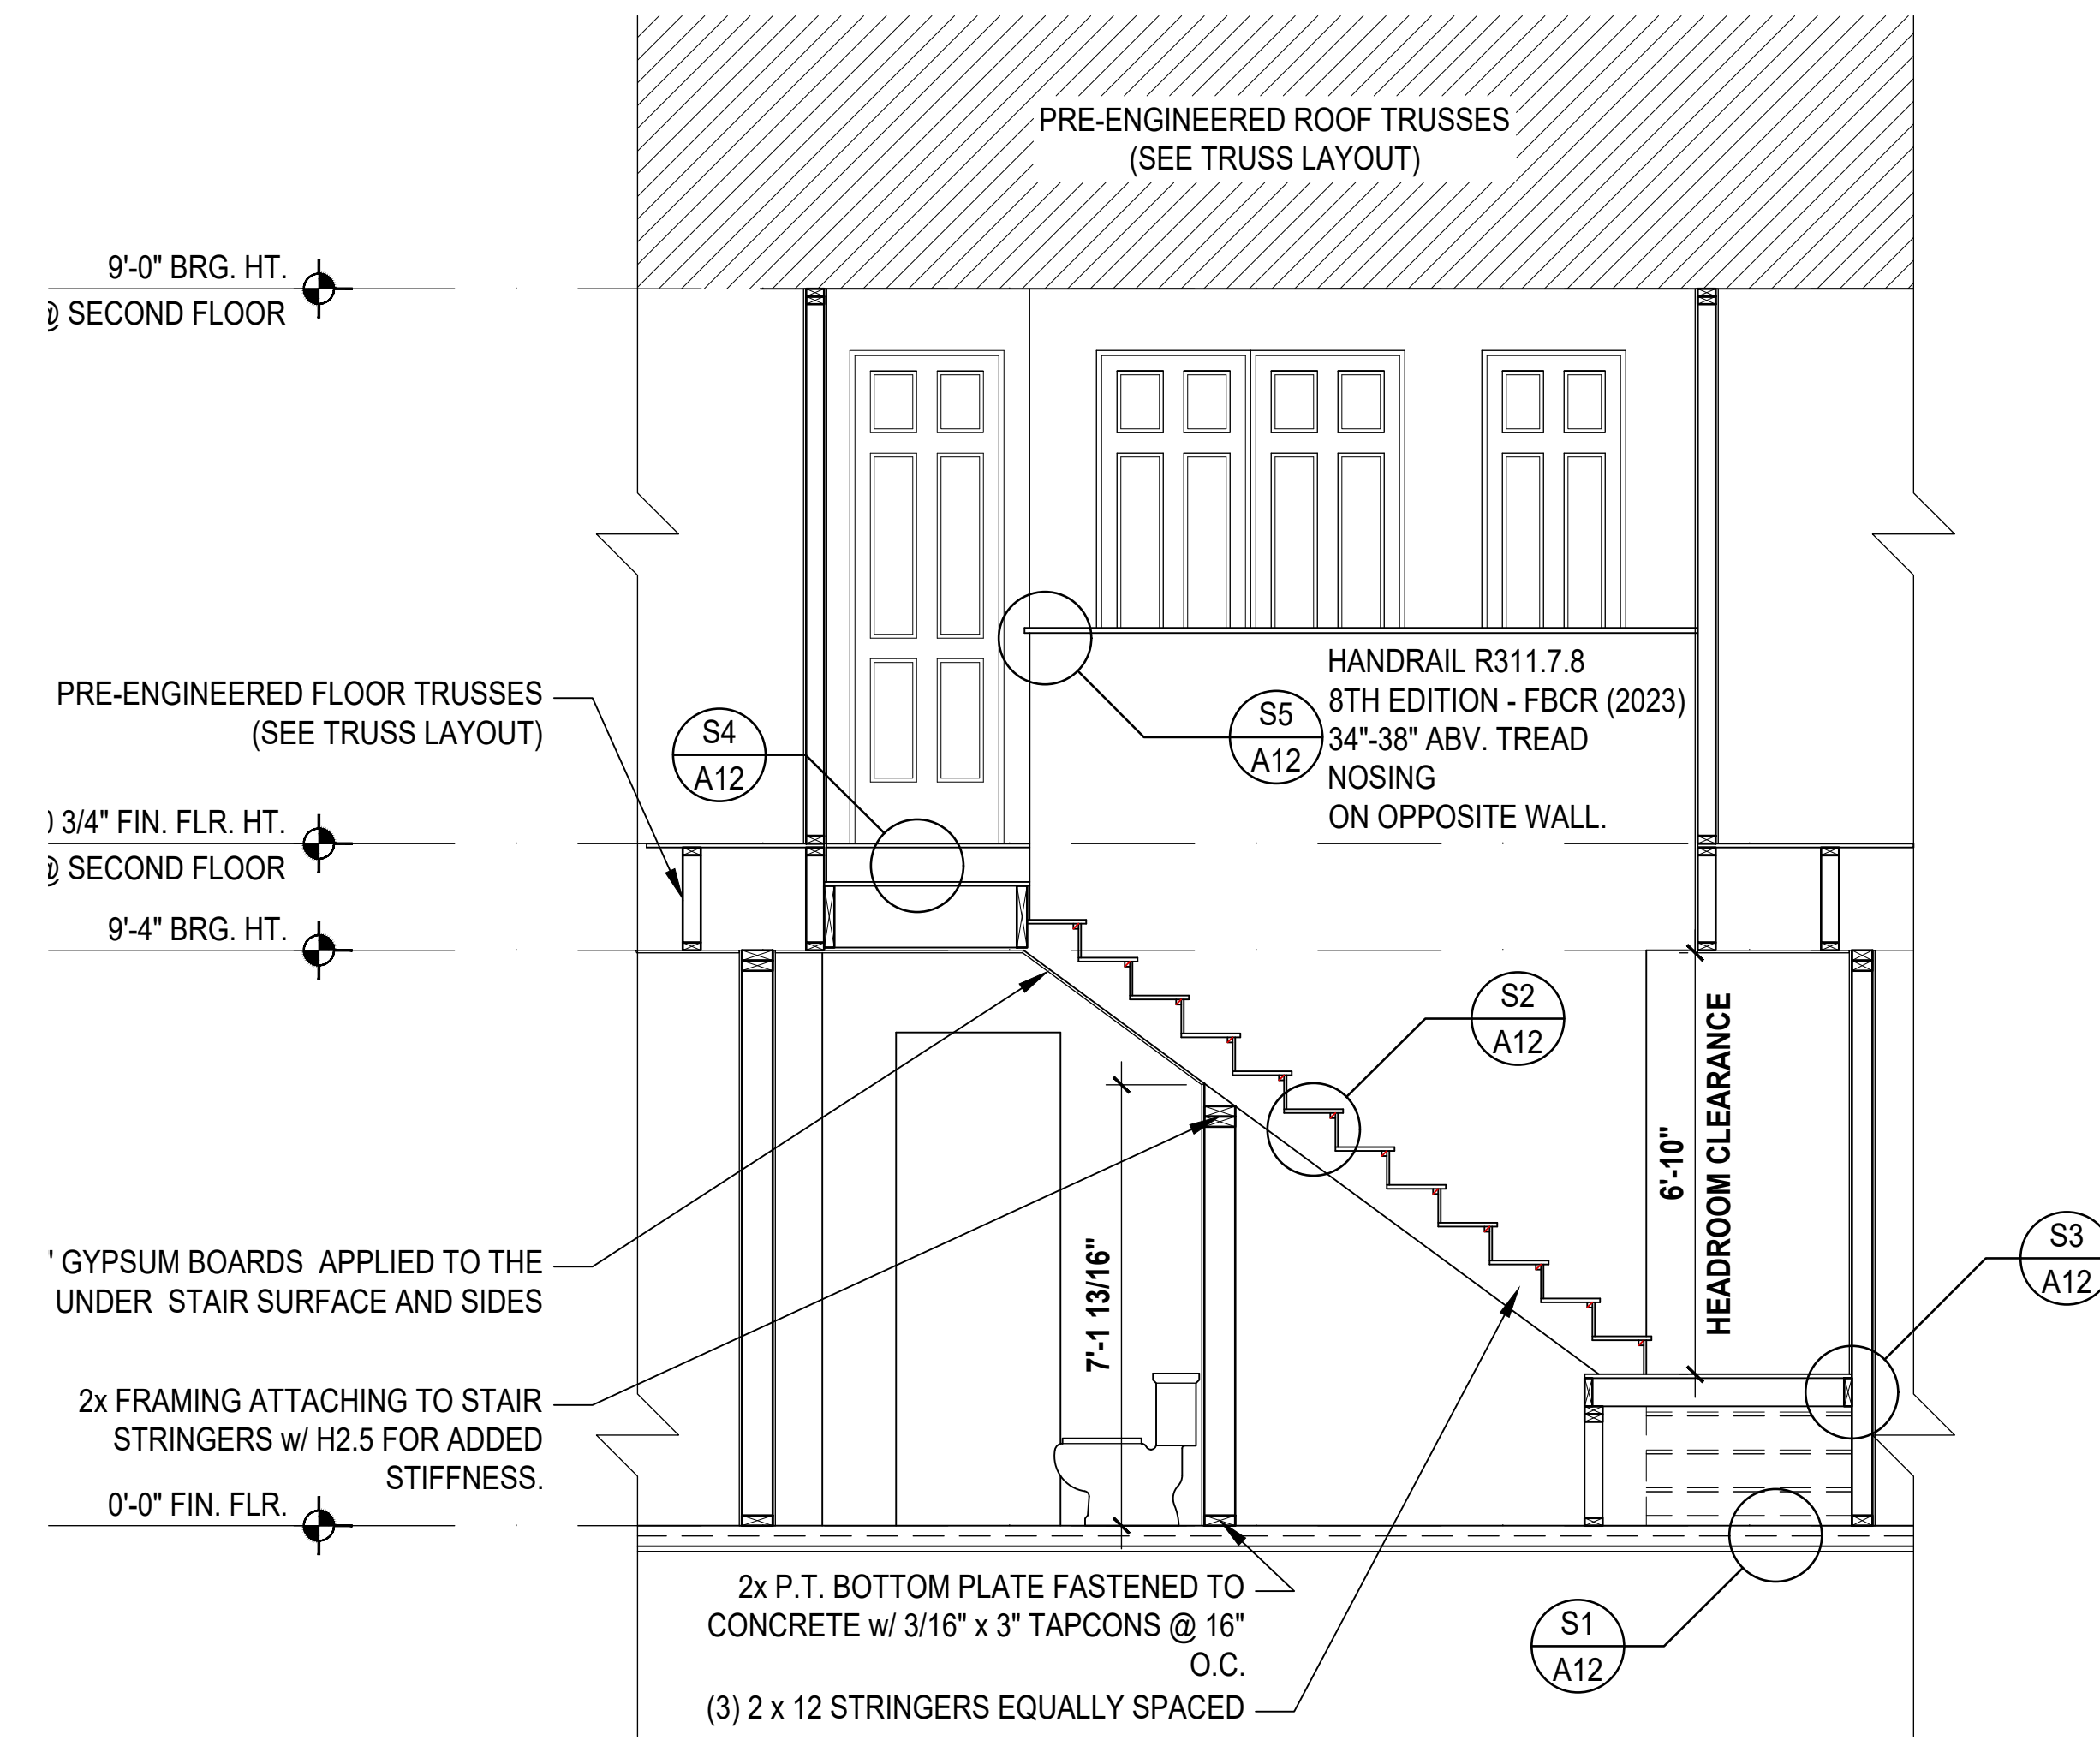 PRE-ENGINEERED ROOF TRUSSES
(SEE TRUSS LAYOUT)
9'-0" BRG. HT.
@ SECOND FLOOR
HANDRAIL R311.7.8
8TH EDITION - FBCR (2023)
34"-38" ABV. TREAD
NOSING
ON OPPOSITE WALL.
S5
A12
PRE-ENGINEERED FLOOR TRUSSES
(SEE TRUSS LAYOUT)
S4
A12
3/4" FIN. FLR. HT.
@ SECOND FLOOR
9'-4" BRG. HT.
S2
A12
6'-10"
HEADROOM CLEARANCE
S3
A12
7'-1 13/16"
' GYPSUM BOARDS APPLIED TO THE
UNDER STAIR SURFACE AND SIDES
2x FRAMING ATTACHING TO STAIR
STRINGERS w/ H2.5 FOR ADDED
STIFFNESS.
0'-0" FIN. FLR.
2x P.T. BOTTOM PLATE FASTENED TO
CONCRETE w/ 3/16" x 3" TAPCONS @ 16"
O.C.
(3) 2 x 12 STRINGERS EQUALLY SPACED
S1
A12